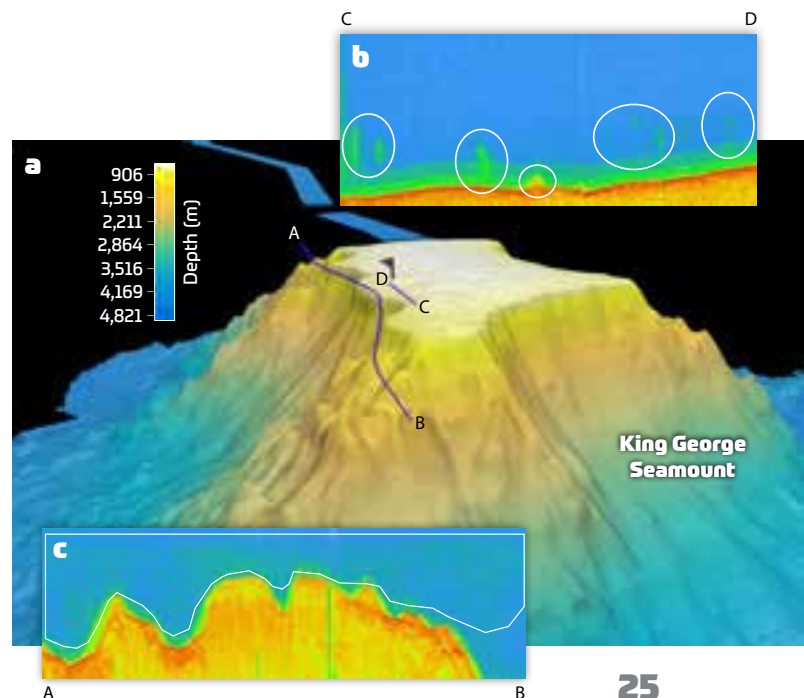 C D
b
a
906
1,559
2,211
2,864
3,516
4,169
4,821
Depth (m)
A
D
C
B
King George
Seamount
c
A B
25